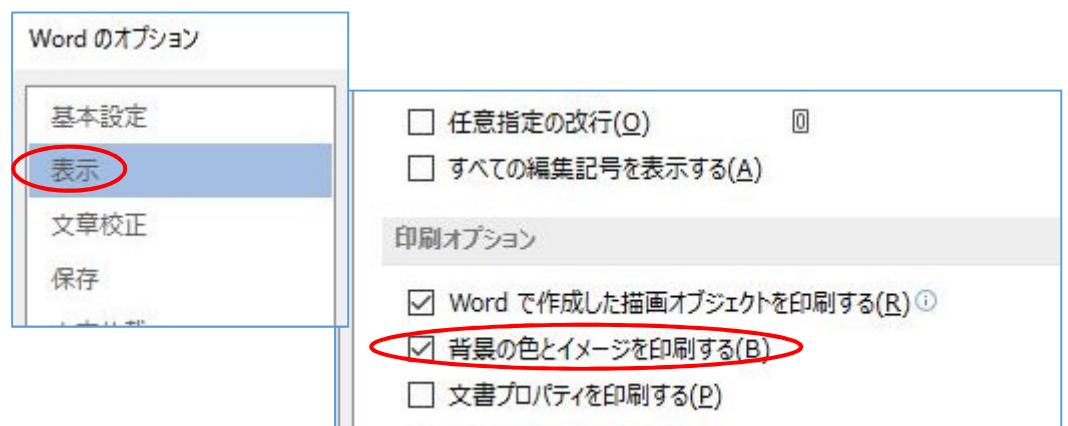 Word のオプション
基本設定
表示
文章校正
保存
任意指定の改行(O)
すべての編集記号を表示する(A)
印刷オプション
Word で作成した描画オブジェクトを印刷する(R)
背景の色とイメージを印刷する(B)
文書プロパティを印刷する(P)